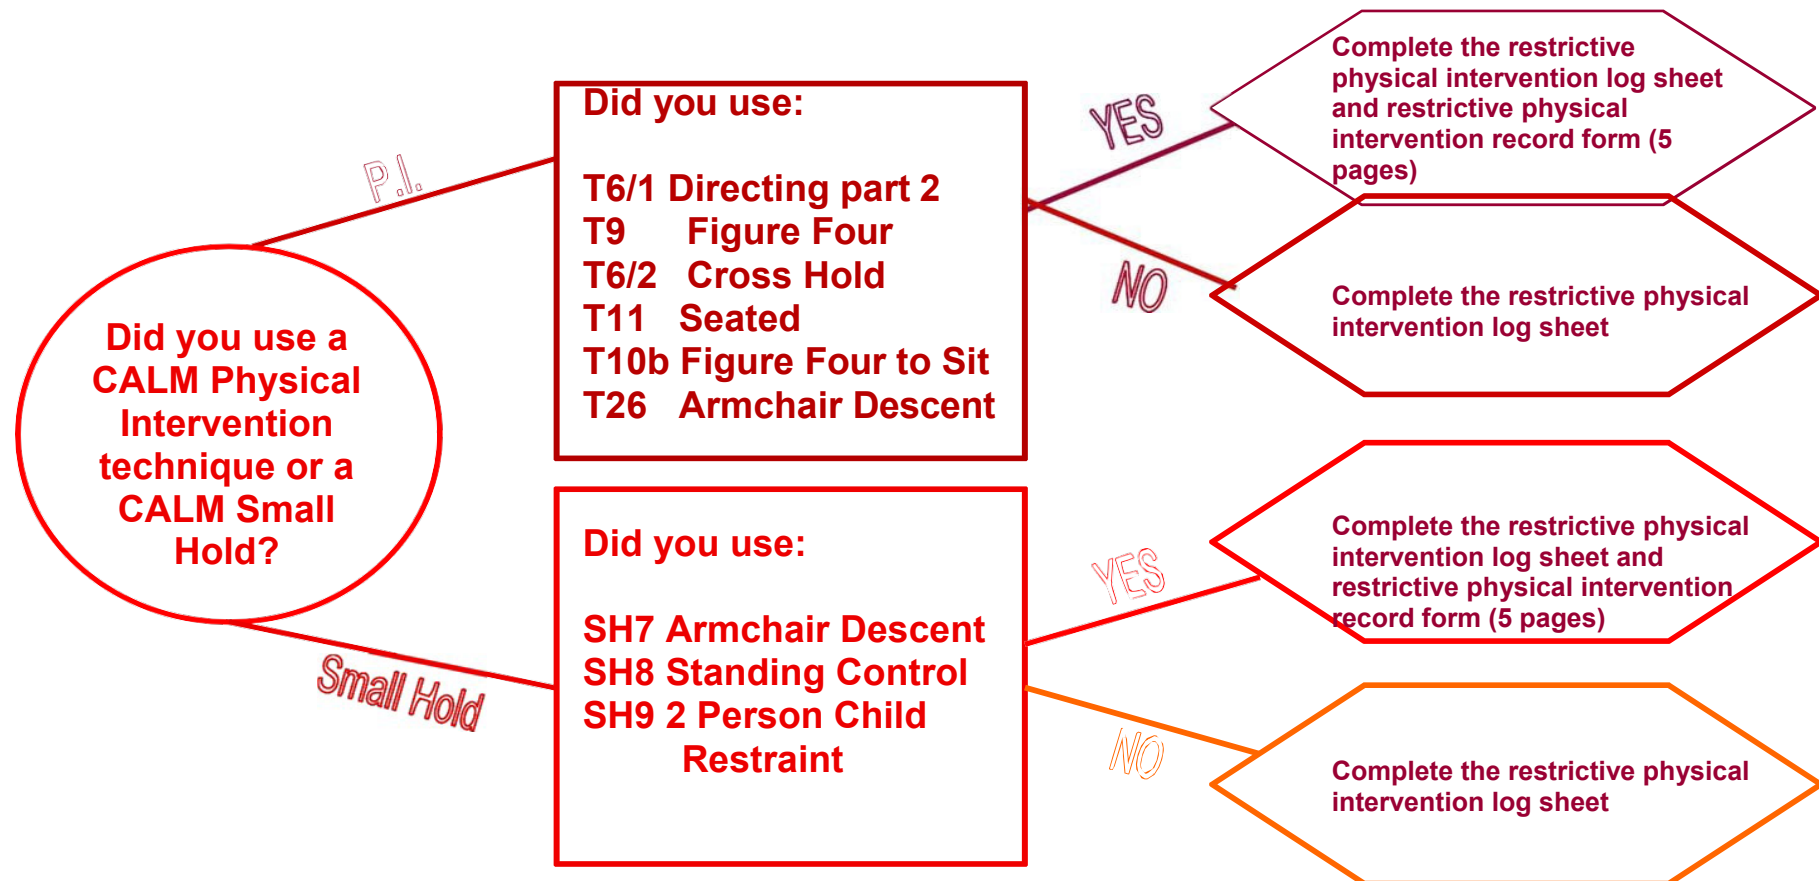 Did you use a
CALM Physical
Intervention
technique or a
CALM Small
Hold?
P.I.
Small Hold
Did you use:
T6/1 Directing part 2
T9 Figure Four
T6/2 Cross Hold
T11 Seated
T10b Figure Four to Sit
T26 Armchair Descent
YES
NO
Complete the restrictive
physical intervention log sheet
and restrictive physical
intervention record form (5
pages)
Complete the restrictive physical
intervention log sheet
Did you use:
SH7 Armchair Descent
SH8 Standing Control
SH9 2 Person Child
Restraint
YES
NO
Complete the restrictive physical
intervention log sheet and
restrictive physical intervention
record form (5 pages)
Complete the restrictive physical
intervention log sheet